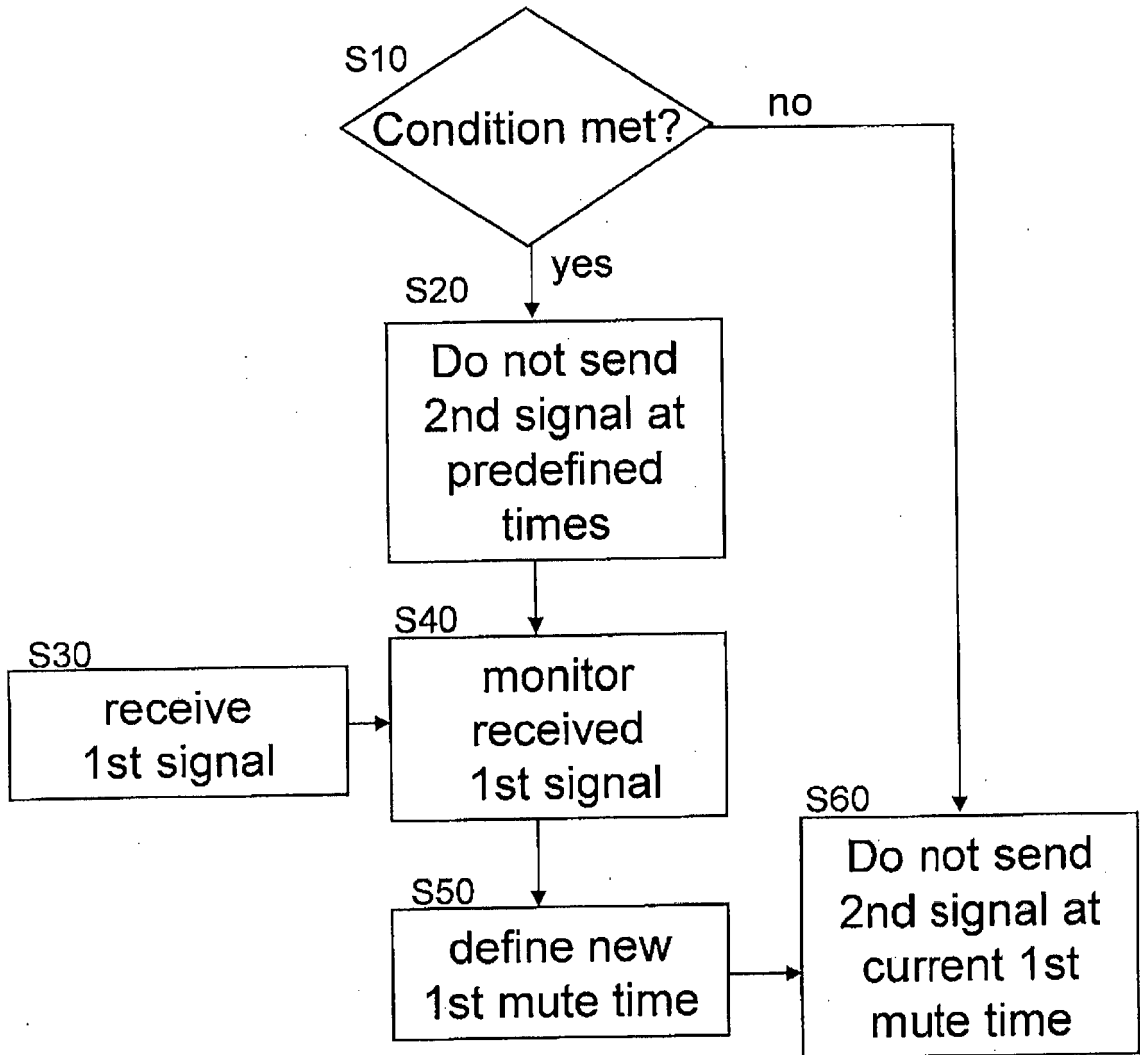 S10
Condition met?
no
yes
S20
Do not send
2nd signal at
predefined
times
S40
S30
monitor
received
1st signal
receive
1st signal
S60
Do not send
2nd signal at
current 1st
mute time
S50
define new
1st mute time